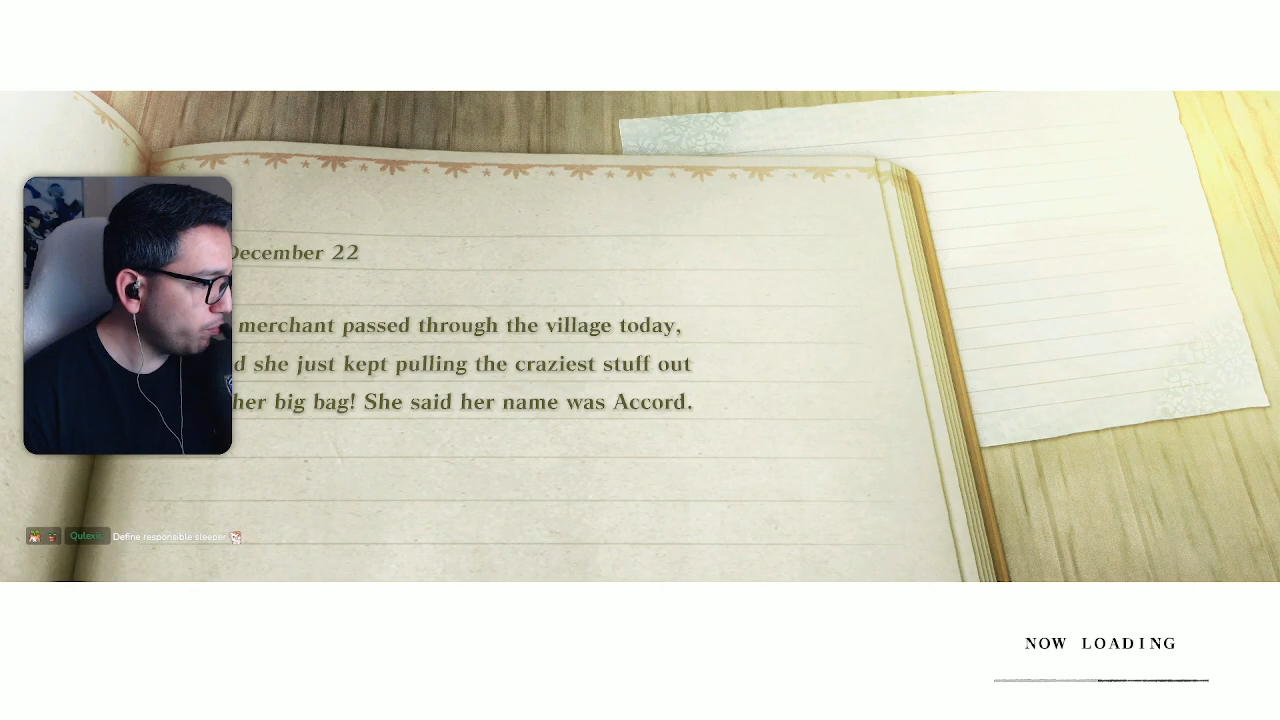 December 22
merchant passed through the village today,
d she just kept pulling the craziest stuff out
her big bag! She said her name was Accord.
Define responsible sleeper
NOW LOADING